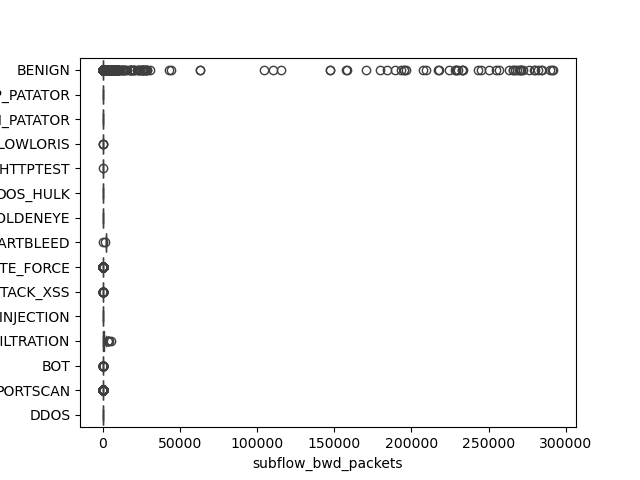 BENIGN
P_PATATOR
H_PATATOR
LOWLORIS
HTTPTEST
DOS_HULK
OLDENEYE
ARTBLEED
TE_FORCE
TACK_XSS
INJECTION
ILTRATION
BOT
PORTSCAN
DDOS
0 50000 100000 150000 200000 250000 300000
subflow_bwd_packets